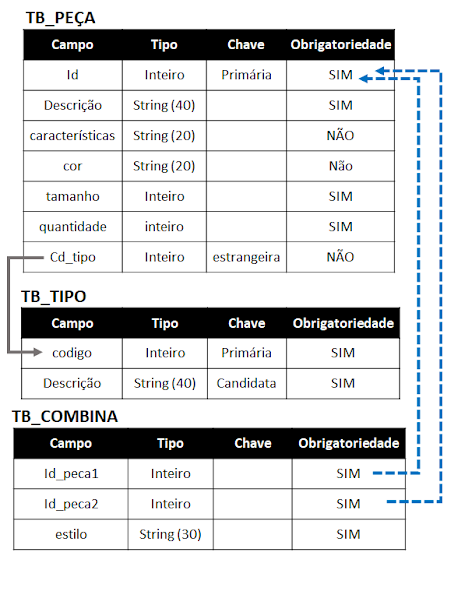 TB_PEÇA
Campo Tipo Chave Obrigatoriedade
Id Inteiro Primária SIM
Descrição String (40) SIM
características String (20) NÃO
cor String (20) Não
tamanho Inteiro SIM
quantidade inteiro SIM
Cd_tipo Inteiro estrangeira NÃO
TB_TIPO
Campo Tipo Chave Obrigatoriedade
codigo Inteiro Primária SIM
Descrição String (40) Candidata SIM
TB_COMBINA
Campo Tipo Chave Obrigatoriedade
Id_peca1 Inteiro SIM
Id_peca2 Inteiro SIM
estilo String (30) SIM